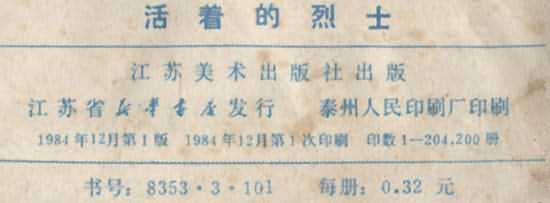 活着的烈士
江苏美术出版社出版
江苏省新华书店发行 泰州人民印刷厂印刷
1984年12月第1版 1984年12月第1次印刷 印数1—204,200册
书号：8353·3·101 每册：0.32元